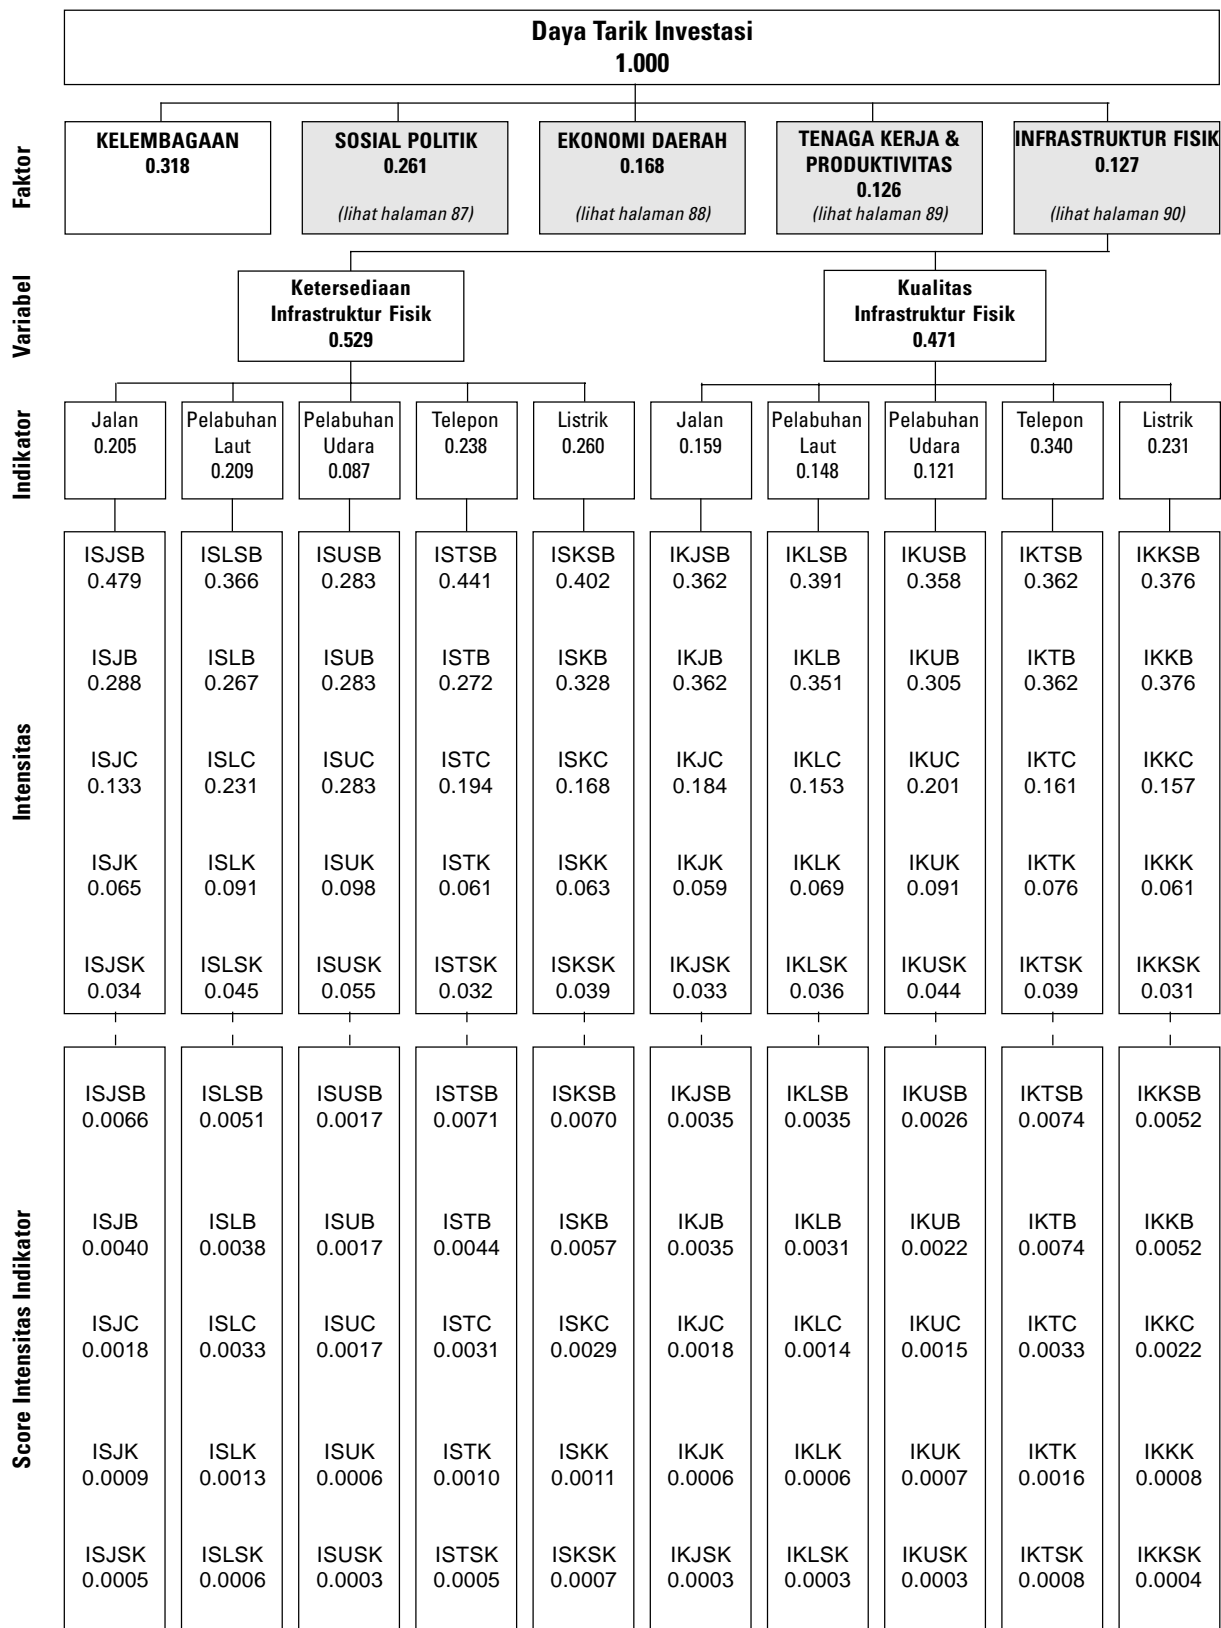 Daya Tarik Investasi
1.000
Faktor
KELEMBAGAAN
0.318
SOSIAL POLITIK
0.261
(lihat halaman 87)
EKONOMI DAERAH
0.168
(lihat halaman 88)
TENAGA KERJA &
PRODUKTIVITAS
0.126
(lihat halaman 89)
INFRASTRUKTUR FISIK
0.127
(lihat halaman 90)
Variabel
Ketersediaan
Infrastruktur Fisik
0.529
Kualitas
Infrastruktur Fisik
0.471
Indikator
Jalan
0.205
Pelabuhan
Laut
0.209
Pelabuhan
Udara
0.087
Telepon
0.238
Listrik
0.260
Jalan
0.159
Pelabuhan
Laut
0.148
Pelabuhan
Udara
0.121
Telepon
0.340
Listrik
0.231
Intensitas
ISJSB ISLSB ISUSB ISTSB ISKSB IKJSB IKLSB IKUSB IKTSB IKKSB
0.479 0.366 0.283 0.441 0.402 0.362 0.391 0.358 0.362 0.376
ISJB ISLB ISUB ISTB ISKB IKJB IKLB IKUB IKTB IKKB
0.288 0.267 0.283 0.272 0.328 0.362 0.351 0.305 0.362 0.376
ISJC ISLC ISUC ISTC ISKC IKJC IKLC IKUC IKTC IKKC
0.133 0.231 0.283 0.194 0.168 0.184 0.153 0.201 0.161 0.157
ISJK ISLK ISUK ISTK ISKK IKJK IKLK IKUK IKTK IKKK
0.065 0.091 0.098 0.061 0.063 0.059 0.069 0.091 0.076 0.061
ISJSK ISLSK ISUSK ISTSK ISKSK IKJSK IKLSK IKUSK IKTSK IKKSK
0.034 0.045 0.055 0.032 0.039 0.033 0.036 0.044 0.039 0.031
Score Intensitas Indikator
ISJSB ISLSB ISUSB ISTSB ISKSB IKJSB IKLSB IKUSB IKTSB IKKSB
0.0066 0.0051 0.0017 0.0071 0.0070 0.0035 0.0035 0.0026 0.0074 0.0052
ISJB ISLB ISUB ISTB ISKB IKJB IKLB IKUB IKTB IKKB
0.0040 0.0038 0.0017 0.0044 0.0057 0.0035 0.0031 0.0022 0.0074 0.0052
ISJC ISLC ISUC ISTC ISKC IKJC IKLC IKUC IKTC IKKC
0.0018 0.0033 0.0017 0.0031 0.0029 0.0018 0.0014 0.0015 0.0033 0.0022
ISJK ISLK ISUK ISTK ISKK IKJK IKLK IKUK IKTK IKKK
0.0009 0.0013 0.0006 0.0010 0.0011 0.0006 0.0006 0.0007 0.0016 0.0008
ISJSK ISLSK ISUSK ISTSK ISKSK IKJSK IKLSK IKUSK IKTSK IKKSK
0.0005 0.0006 0.0003 0.0005 0.0007 0.0003 0.0003 0.0003 0.0008 0.0004